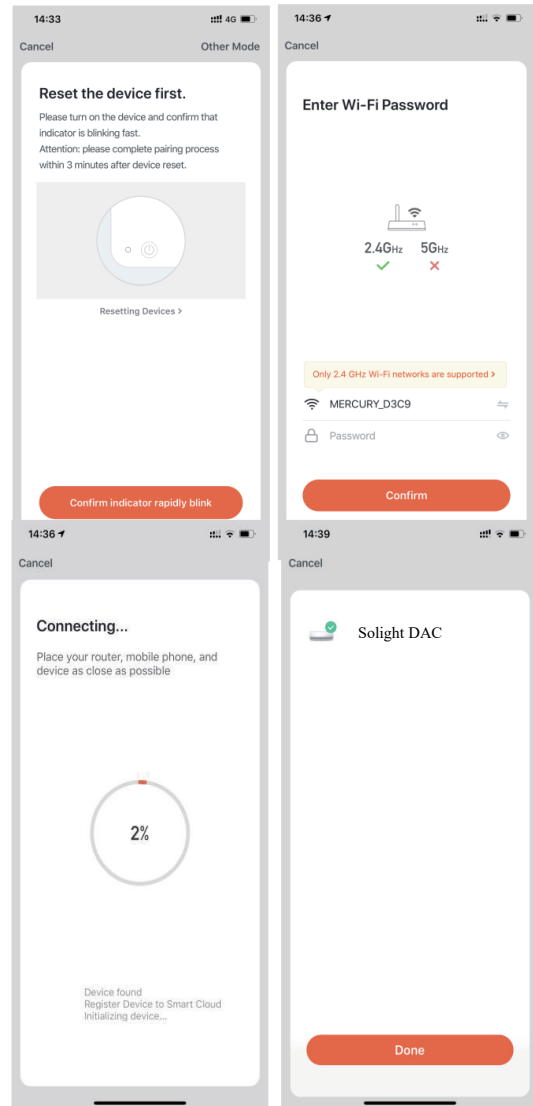 14:33
4G
Cancel
Other Mode
Reset the device first.
Please turn on the device and confirm that
indicator is blinking fast.
Attention: please complete pairing process
within 3 minutes after device reset.
Resetting Devices >
Confirm indicator rapidly blink
14:36
Cancel
Enter Wi-Fi Password
2.4GHz 5GHz
Only 2.4 GHz Wi-Fi networks are supported >
MERCURY_D3C9
Password
Confirm
14:36
Cancel
Connecting...
Place your router, mobile phone, and
device as close as possible
2%
Device found
Register Device to Smart Cloud
Initializing device...
14:39
Cancel
Solight DAC
Done